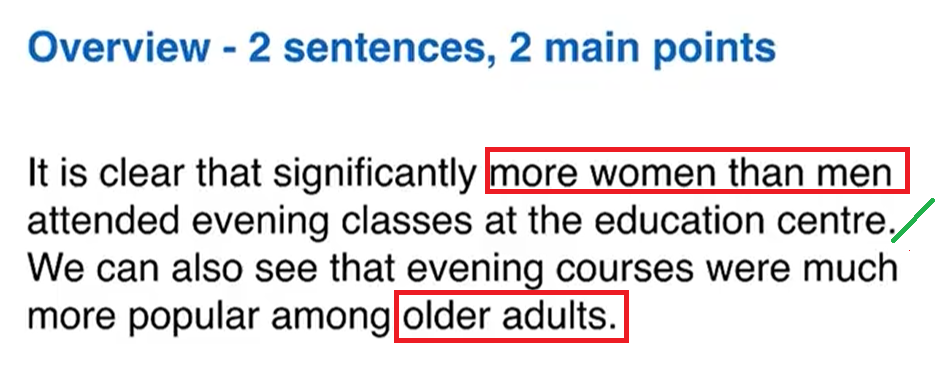 Overview - 2 sentences, 2 main points
It is clear that significantly more women than men
attended evening classes at the education centre.
We can also see that evening courses were much
more popular among older adults.